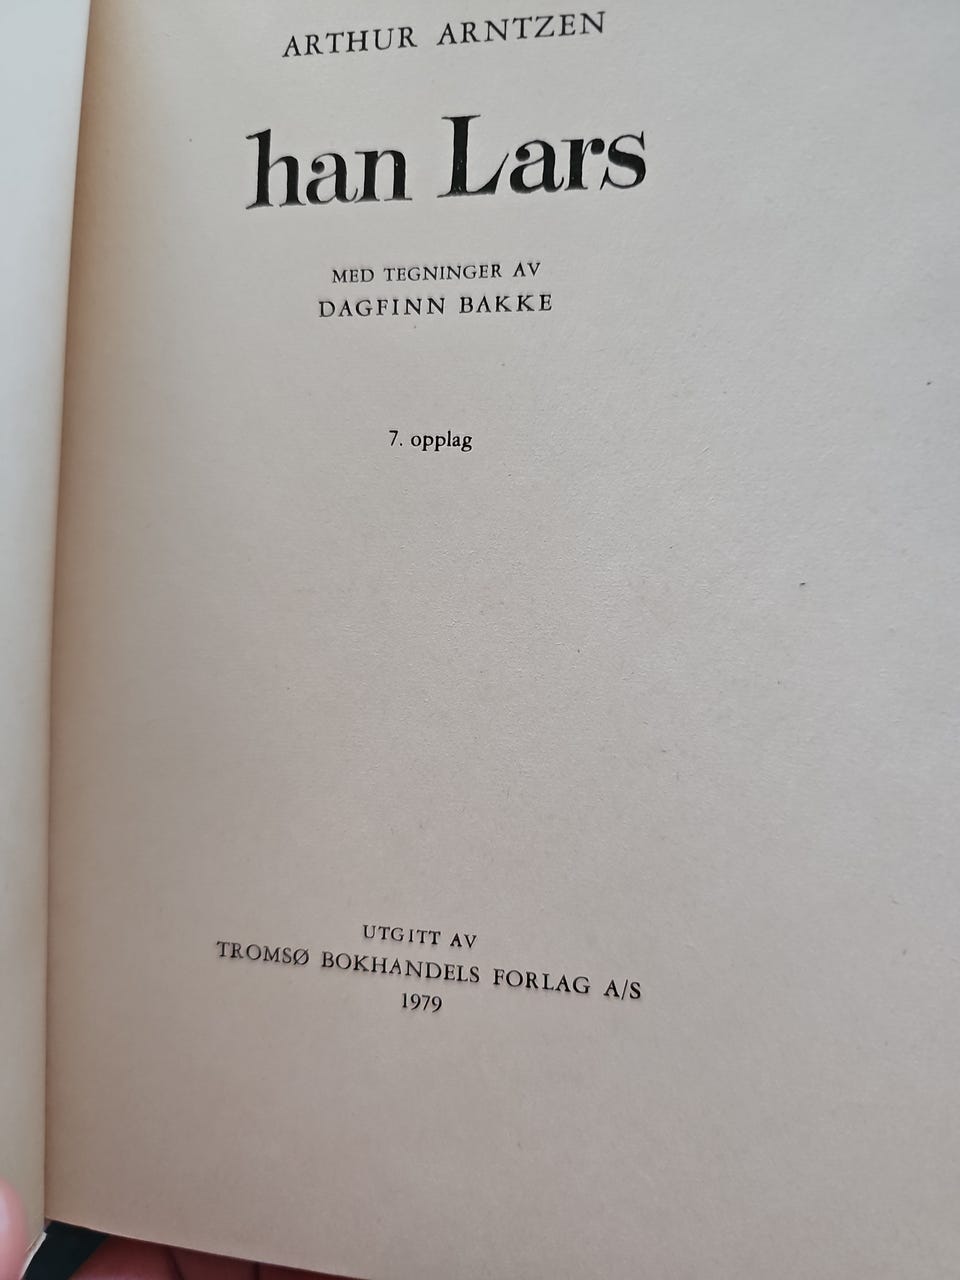 ARTHUR ARNTZEN
han Lars
MED TEGNINGER AV
DAGFINN BAKKE
7. opplag
UTGITT AV
TROMSØ BOKHANDELS FORLAG A/S
1979